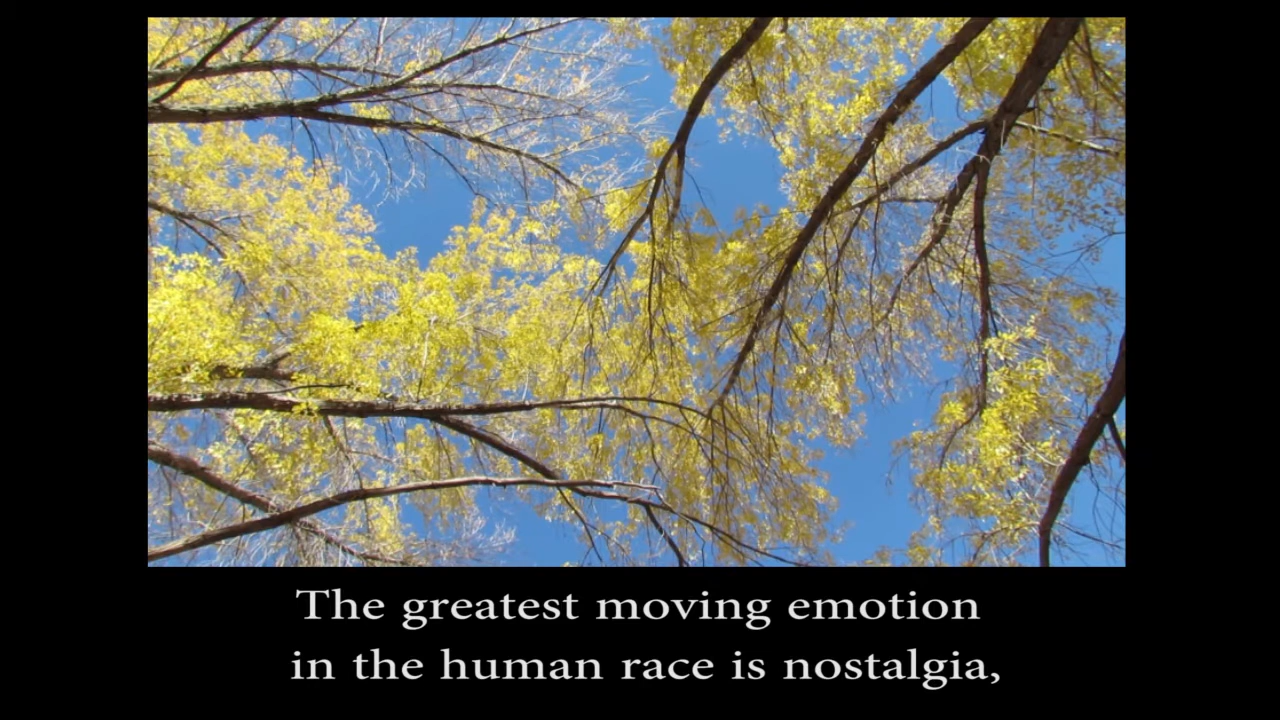 The greatest moving emotion
in the human race is nostalgia,